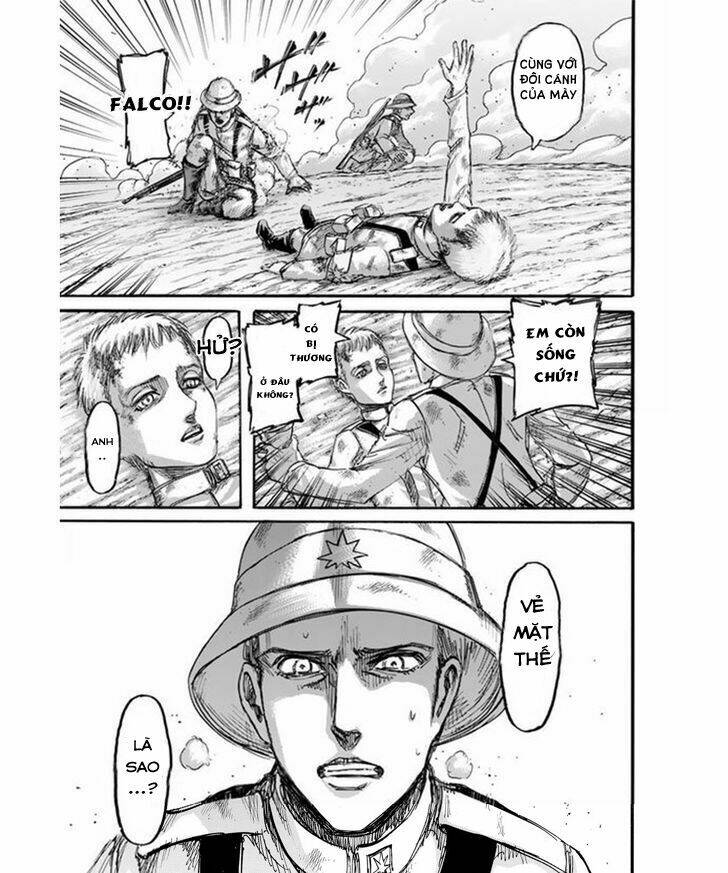 CÙNG VỚI
ĐÔI CÁNH
CỦA MÀY
FALCO!!
EM CÒN
SỐNG
CHỨ?!
CÓ
BỊ
THƯƠNG
Ở ĐÂU
KHÔNG?
HỬ?
ANH
..
VẺ
MẶT
THẾ
LÀ
SAO
...?